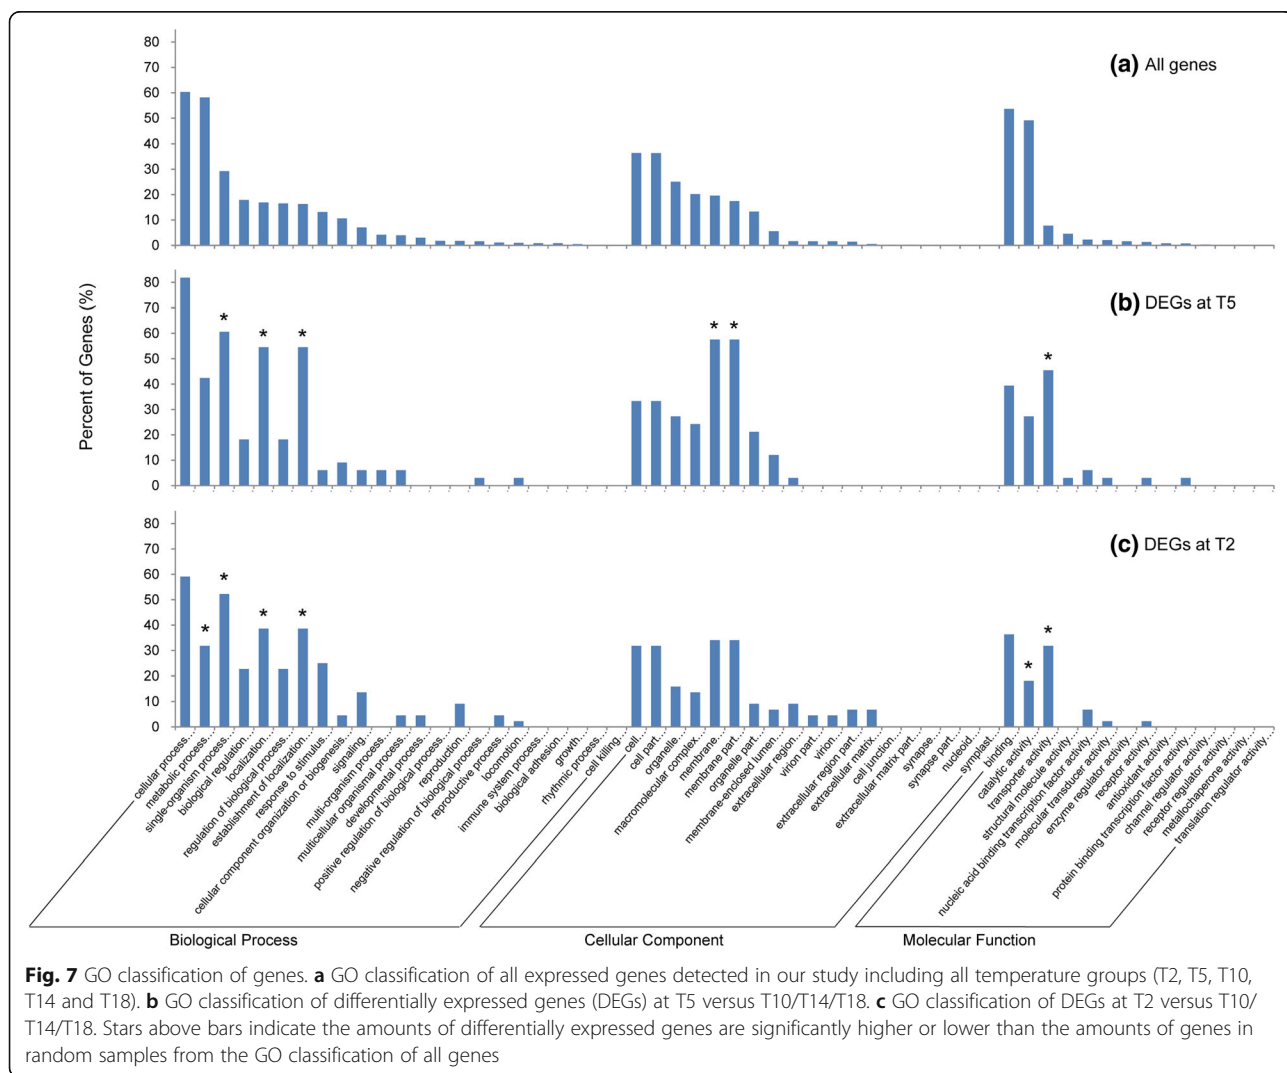 80
70
60
50
40
30
20
10
0
(a) All genes
80
70
60
50
40
30
20
10
0
(b) DEGs at T5
* * * * * *
Percent of Genes (%)
80
70
60
50
40
30
20
10
0
(c) DEGs at T2
* * * * * *
cellular process...
metabolic process...
single-organism process...
biological regulation...
localization...
regulation of biological process...
establishment of localization...
response to stimulus...
cellular component organization or biogenesis...
signaling...
multi-organism process...
multicellular organismal process...
developmental process...
positive regulation of biological process...
reproduction...
negative regulation of biological process...
reproductive process...
locomotion...
immune system process...
biological adhesion...
growth...
rhythmic process...
cell killing...
cell...
cell part...
organelle...
macromolecular complex...
membrane...
membrane part...
organelle part...
membrane-enclosed lumen...
extracellular region...
virion part...
virion...
extracellular region part...
extracellular matrix...
cell junction...
extracellular matrix part...
synapse...
synapse part...
nucleoid...
symplast...
binding...
catalytic activity...
transporter activity...
structural molecule activity...
nucleic acid binding transcription factor activity...
molecular transducer activity...
enzyme regulator activity...
receptor activity...
antioxidant activity...
protein binding transcription factor activity...
channel regulator activity...
receptor regulator activity...
metallochaperone activity...
translation regulator activity...
Biological Process
Cellular Component
Molecular Function
Fig. 7 GO classification of genes. a GO classification of all expressed genes detected in our study including all temperature groups (T2, T5, T10,
T14 and T18). b GO classification of differentially expressed genes (DEGs) at T5 versus T10/T14/T18. c GO classification of DEGs at T2 versus T10/
T14/T18. Stars above bars indicate the amounts of differentially expressed genes are significantly higher or lower than the amounts of genes in
random samples from the GO classification of all genes